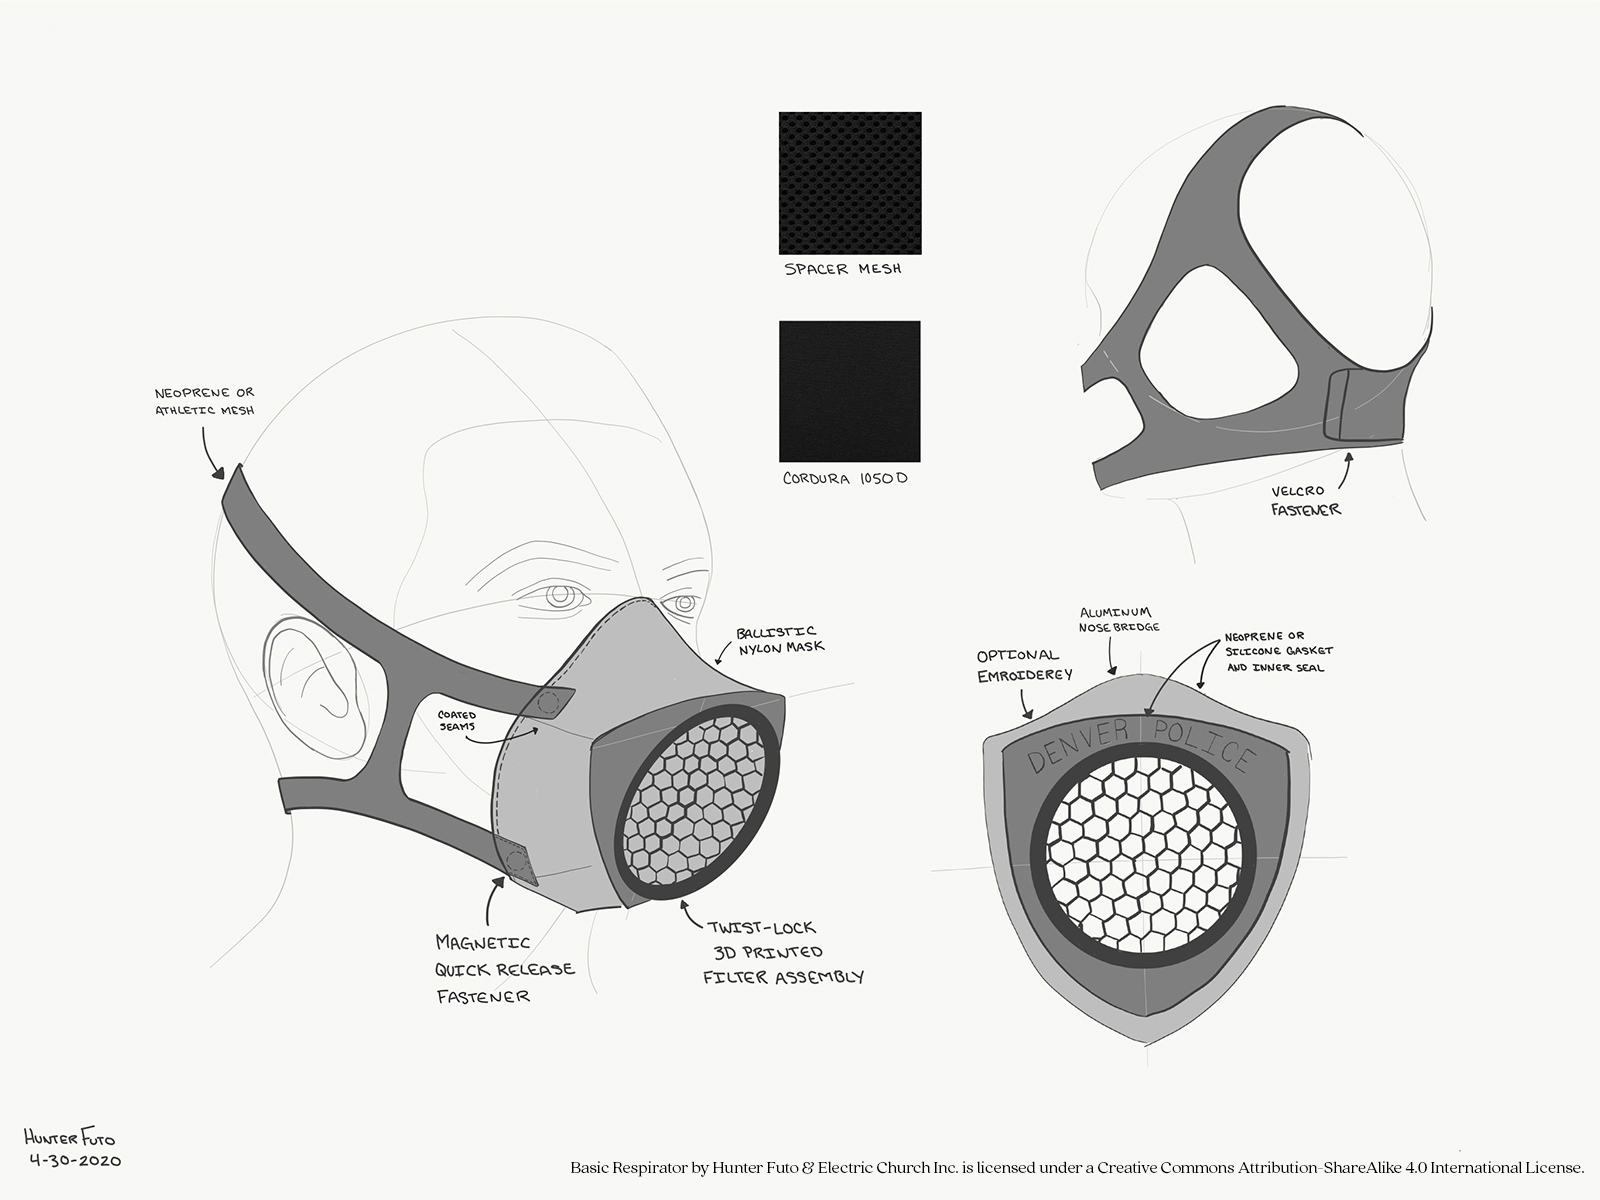 SPACER MESH
CORDURA 1050D
NEOPRENE OR
ATHLETIC MESH
VELCRO
FASTENER
BALLISTIC
NYLON MASK
COATED
SEAMS
MAGNETIC
QUICK RELEASE
FASTENER
TWIST-LOCK
3D PRINTED
FILTER ASSEMBLY
ALUMINUM
NOSE BRIDGE
OPTIONAL
EMROIDEREY
NEOPRENE OR
SILICONE GASKET
AND INNER SEAL
DENVER POLICE
HUNTER FUTO
4-30-2020
Basic Respirator by Hunter Futo & Electric Church Inc. is licensed under a Creative Commons Attribution-ShareAlike 4.0 International License.